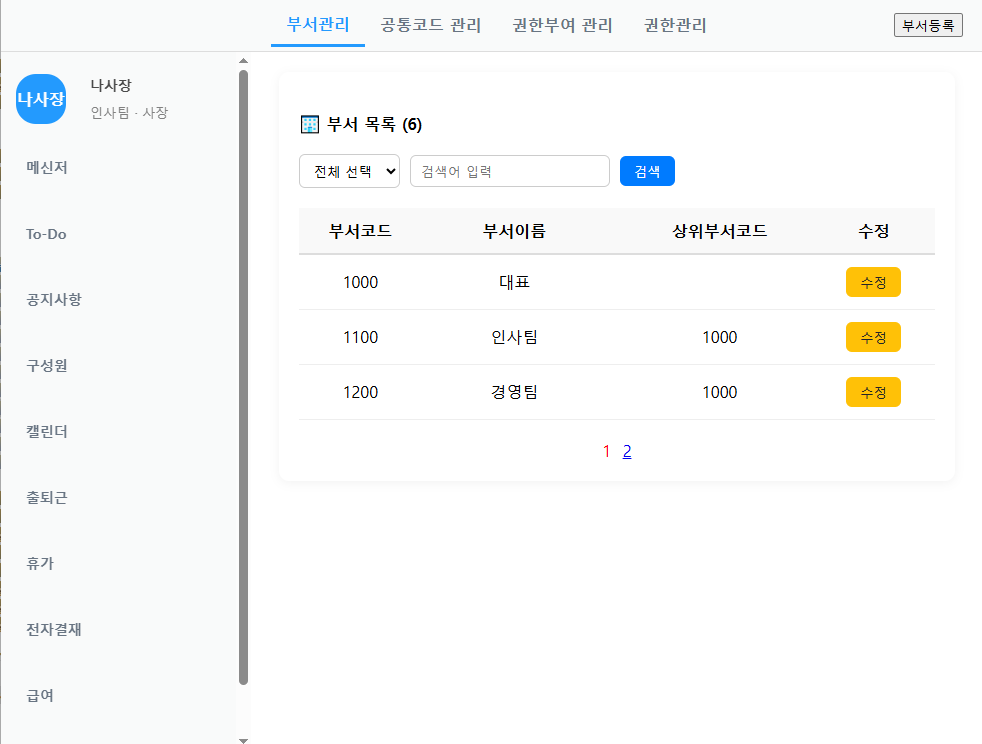 부서관리 공통코드 관리 권한부여 관리 권한관리 부서등록
나사장
나사장
인사팀 · 사장
메신저
To-Do
공지사항
구성원
캘린더
출퇴근
휴가
전자결재
급여
부서 목록 (6)
전체 선택 검색어 입력 검색
부서코드 부서이름 상위부서코드 수정
1000 대표 수정
1100 인사팀 1000 수정
1200 경영팀 1000 수정
1 2